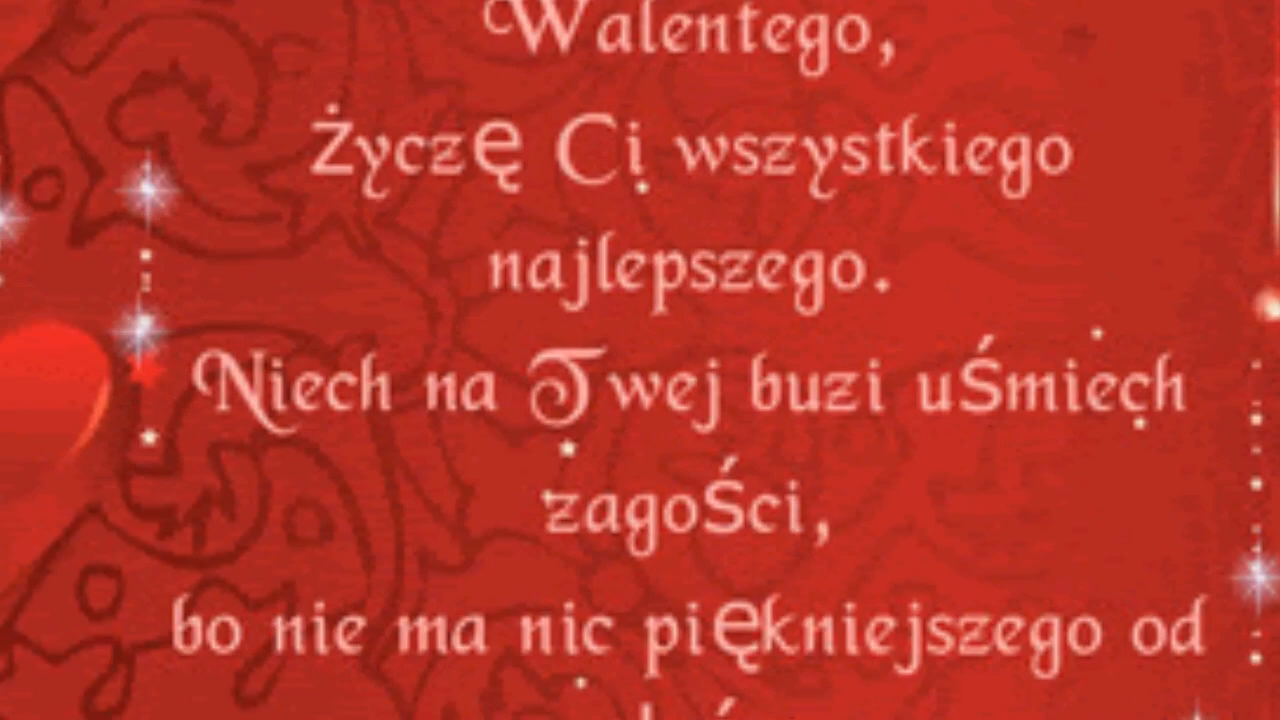 Walentego,
Życzę Ci wszystkiego
najlepszego.
Niech na Twej buzi uśmiech
zagości,
bo nie ma nic piękniejszego od